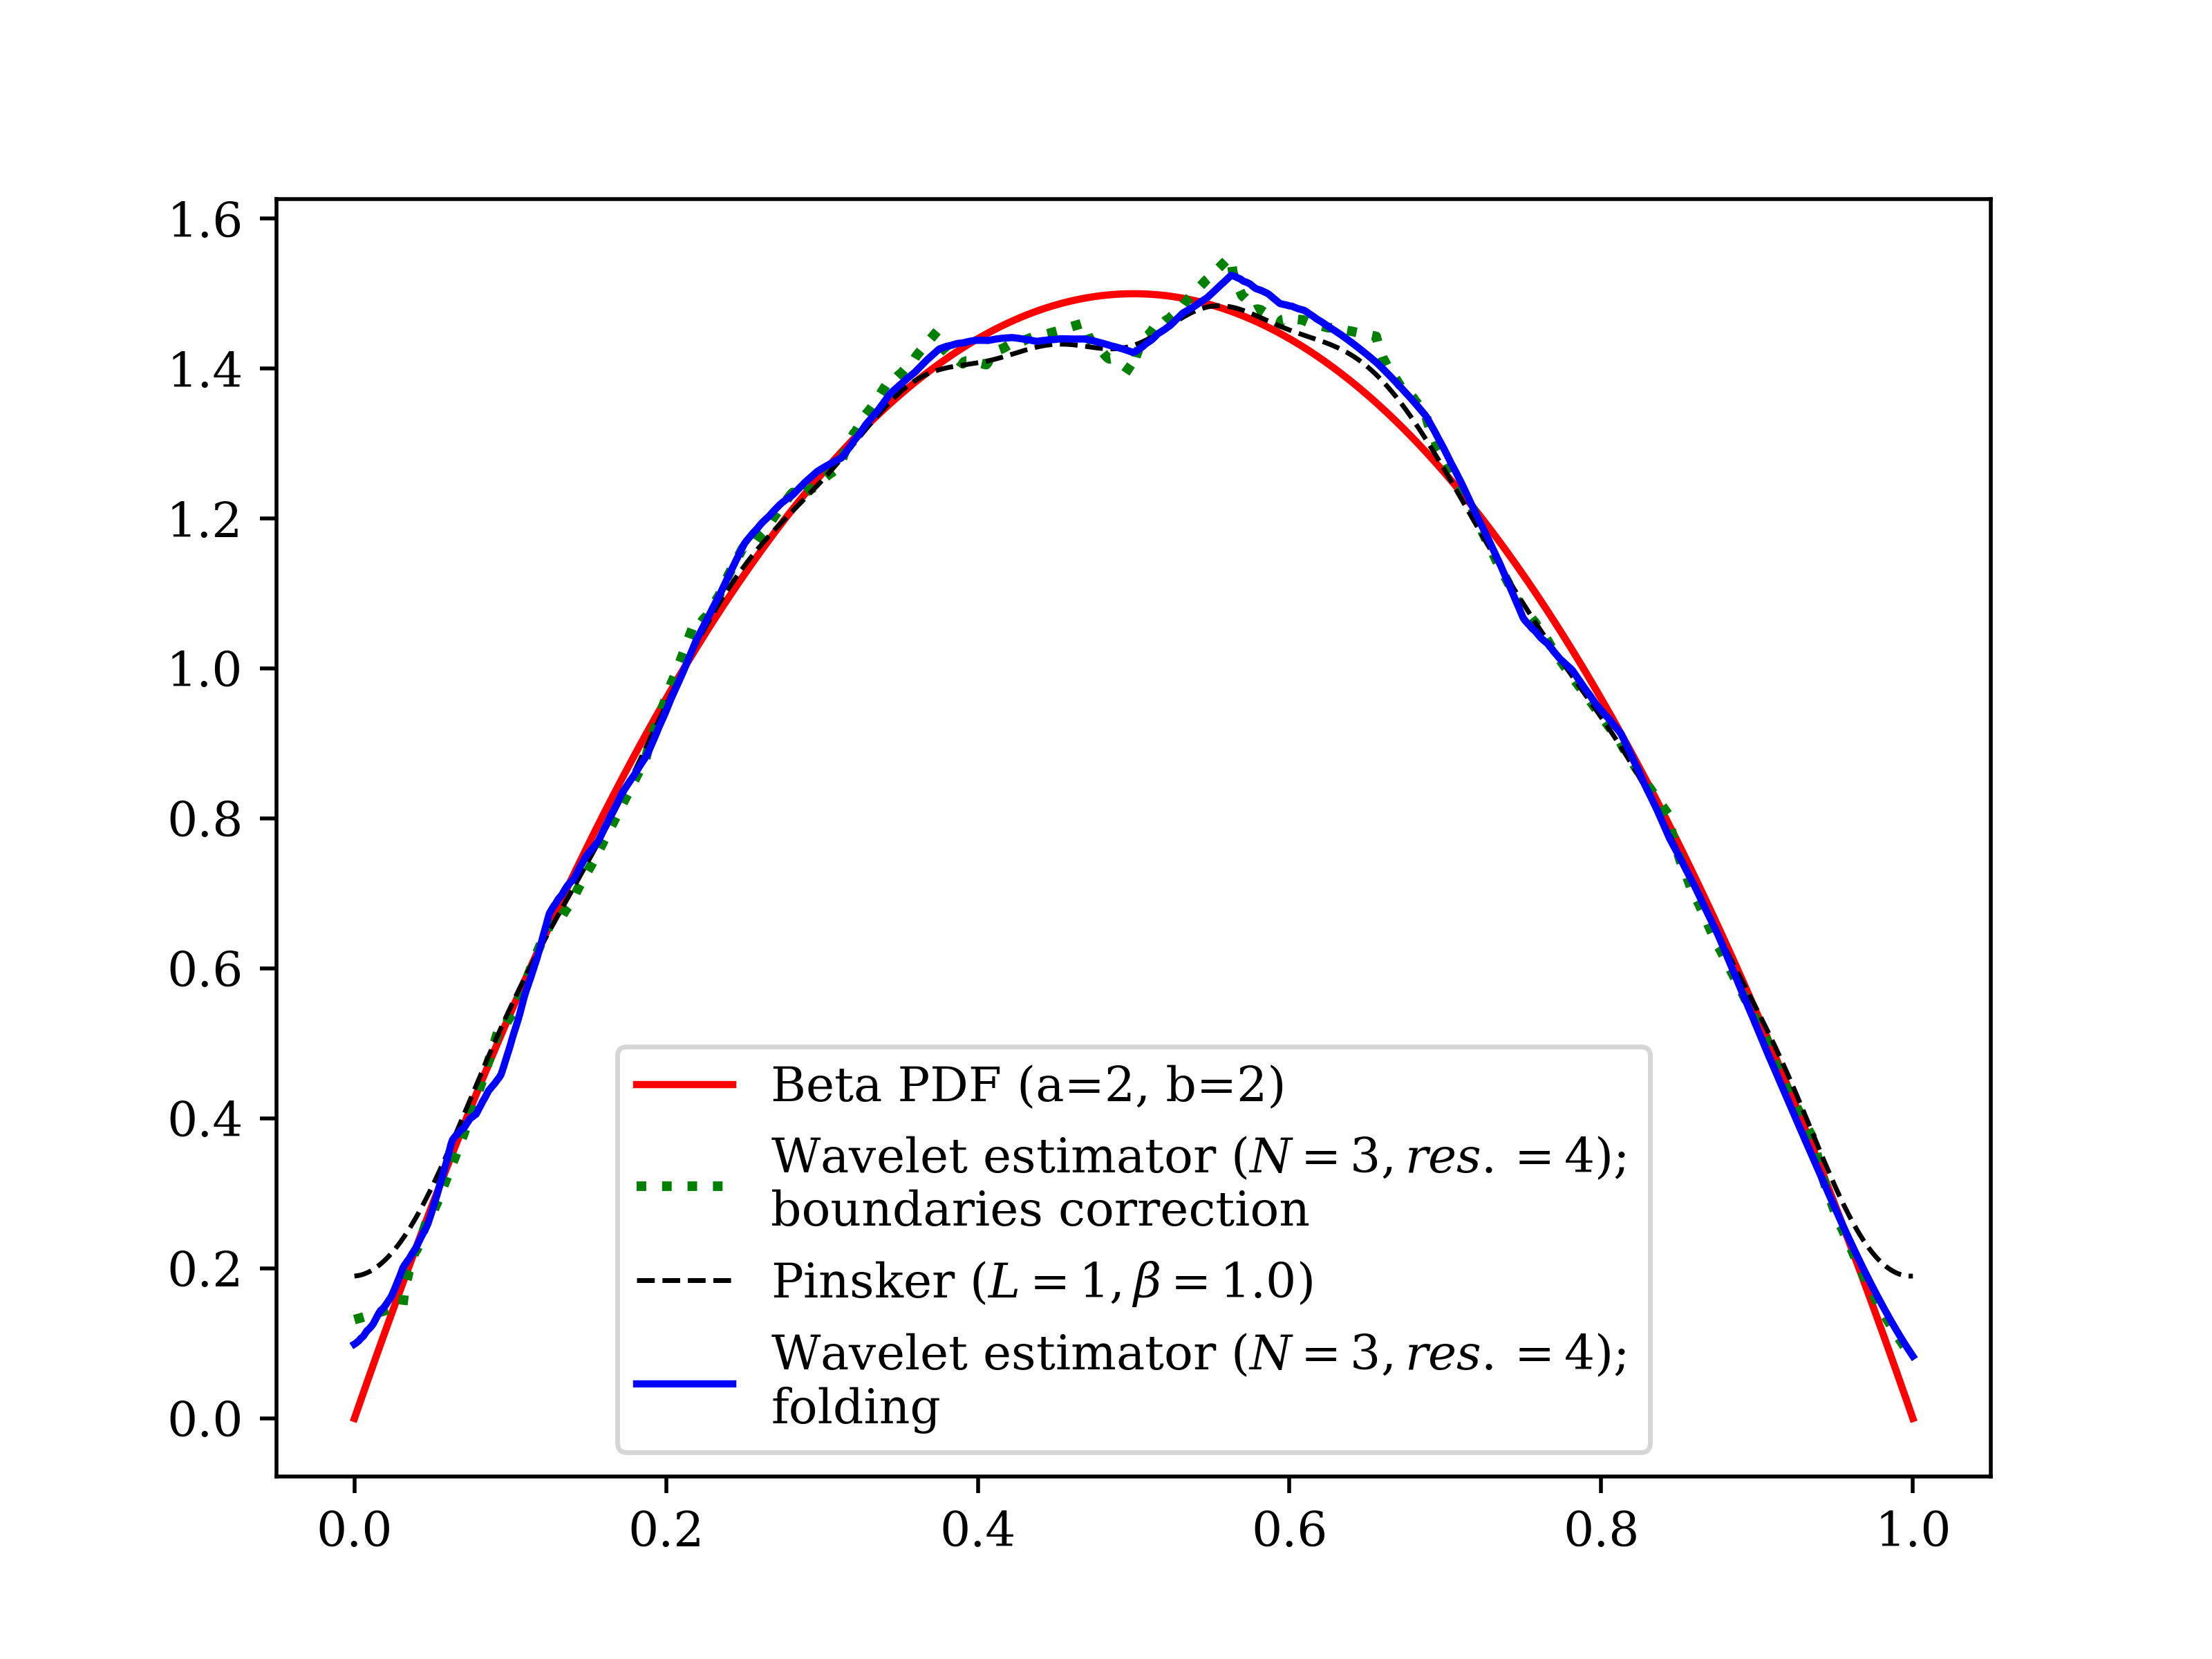 1.6
1.4
1.2
1.0
0.8
0.6
0.4
0.2
0.0
Beta PDF (a=2, b=2)
Wavelet estimator (N = 3, res. = 4);
boundaries correction
Pinsker (L = 1, β = 1.0)
Wavelet estimator (N = 3, res. = 4);
folding
0.0 0.2 0.4 0.6 0.8 1.0